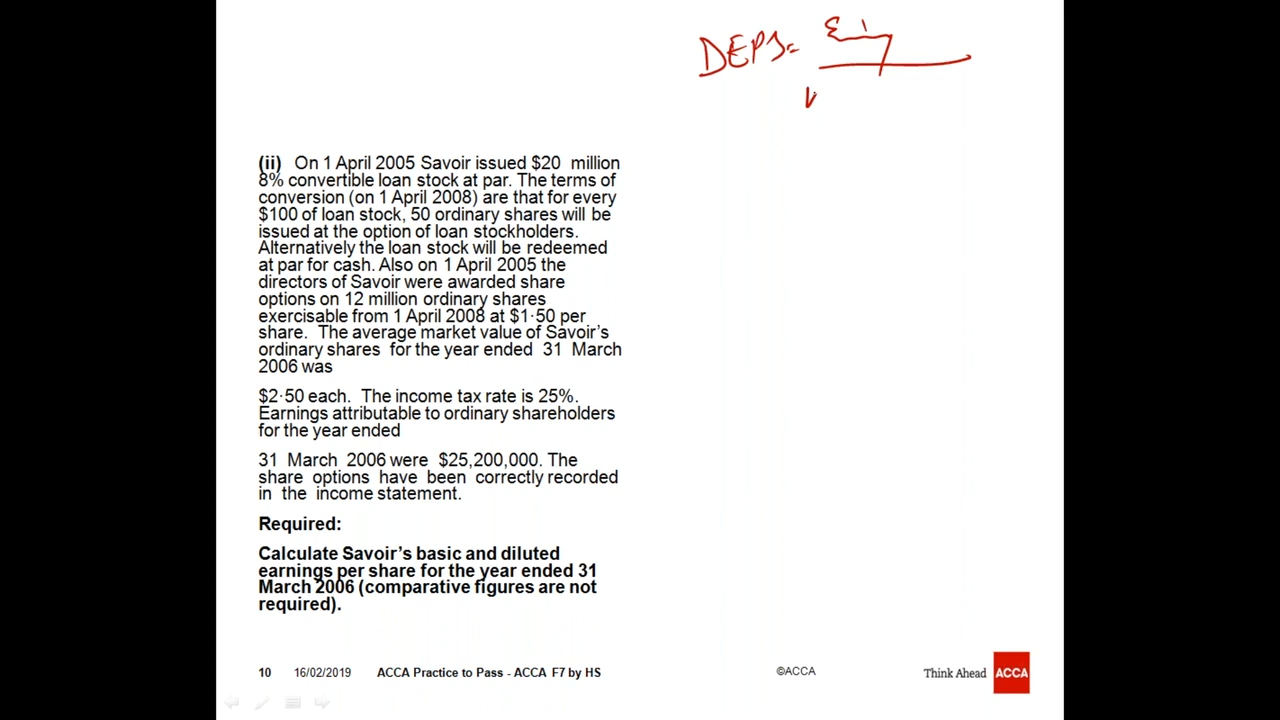 DEPS=
(ii) On 1 April 2005 Savoir issued $20 million
8% convertible loan stock at par. The terms of
conversion (on 1 April 2008) are that for every
$100 of loan stock, 50 ordinary shares will be
issued at the option of loan stockholders.
Alternatively the loan stock will be redeemed
at par for cash. Also on 1 April 2005 the
directors of Savoir were awarded share
options on 12 million ordinary shares
exercisable from 1 April 2008 at $1·50 per
share. The average market value of Savoir’s
ordinary shares for the year ended 31 March
2006 was
$2·50 each. The income tax rate is 25%.
Earnings attributable to ordinary shareholders
for the year ended
31 March 2006 were $25,200,000. The
share options have been correctly recorded
in the income statement.
Required:
Calculate Savoir’s basic and diluted
earnings per share for the year ended 31
March 2006 (comparative figures are not
required).
10 16/02/2019 ACCA Practice to Pass - ACCA F7 by HS ©ACCA Think Ahead ACCA